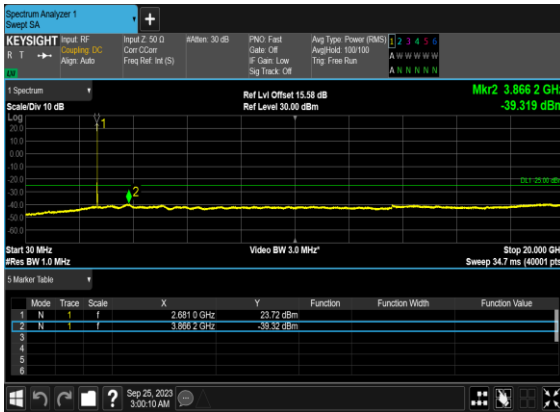 Spectrum Analyzer 1
Swept SA
+
KEYSIGHT Input: RF Input Z: 50 Ω #Atten: 30 dB PNO: Fast Avg Type: Power (RMS) 1 2 3 4 5 6
R T Coupling: DC Corr CCorr Gate: Off Avg|Hold: 100/100 A W W W W W
Align: Auto Freq Ref: Int (S) IF Gain: Low Trig: Free Run
Sig Track: Off A N N N N N
1 Spectrum Ref Lvl Offset 15.58 dB Mkr2 3.866 2 GHz
Scale/Div 10 dB Ref Level 30.00 dBm -39.319 dBm
Log
1
20.0
10.0
0.00
-10.0
-20.0
DL1 -25.00 dBm
-30.0
2
-40.0
-50.0
-60.0
Start 30 MHz Video BW 3.0 MHz* Stop 20.000 GHz
#Res BW 1.0 MHz Sweep 34.7 ms (40001 pts)
5 Marker Table
Mode Trace Scale X Y Function Function Width Function Value
1 N 1 f 2.681 0 GHz 23.72 dBm
2 N 1 f 3.866 2 GHz -39.32 dBm
3
4
5
6
? Sep 25, 2023
3:00:10 AM